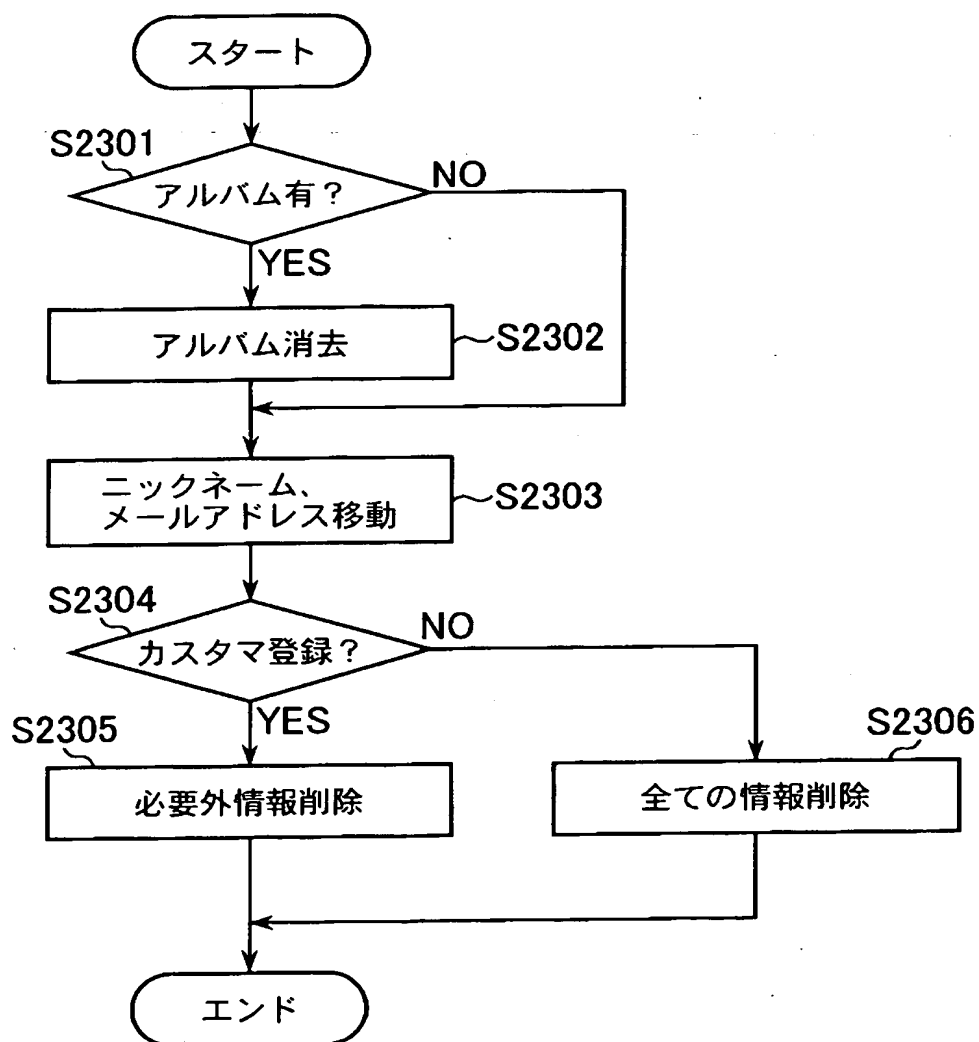 スタート
S2301
アルバム有？
NO
YES
アルバム消去
S2302
ニックネーム、
メールアドレス移動
S2303
S2304
カスタマ登録？
NO
YES
S2305
必要外情報削除
S2306
全ての情報削除
エンド